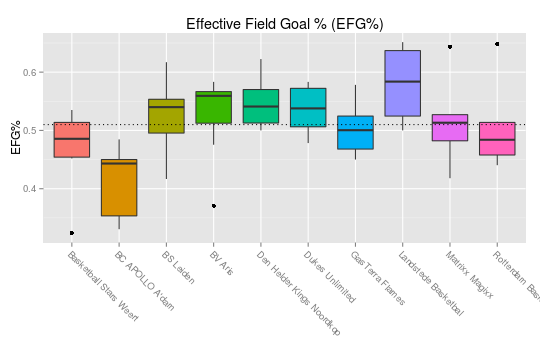 Effective Field Goal % (EFG%)
EFG%
0.6
0.5
0.4
Basketball Stars Weert
BC APOLLO A'dam
BS Leiden
BV Aris
Den Helder Kings Noordkop
Dukes Unlimited
GasTerra Flames
Landstede Basketbal
Matrixx Magixx
Rotterdam Bas